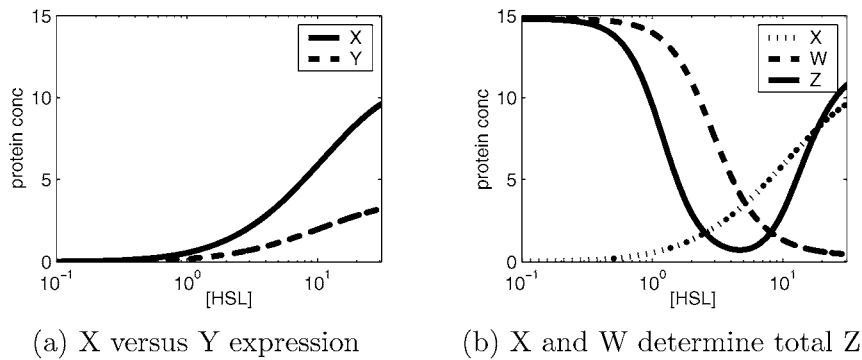 15
10
5
0
protein conc
X
Y
10^-1
10^0
10^1
[HSL]
(a) X versus Y expression
15
10
5
0
protein conc
X
W
Z
10^-1
10^0
10^1
[HSL]
(b) X and W determine total Z